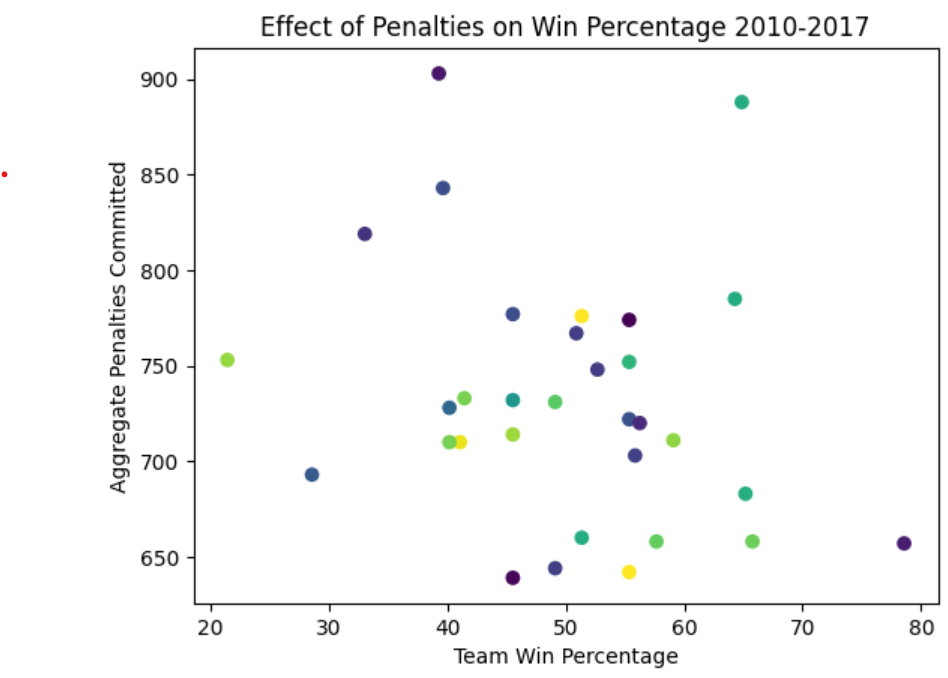 Effect of Penalties on Win Percentage 2010-2017
Aggregate Penalties Committed
900
850
800
750
700
650
20 30 40 50 60 70 80
Team Win Percentage